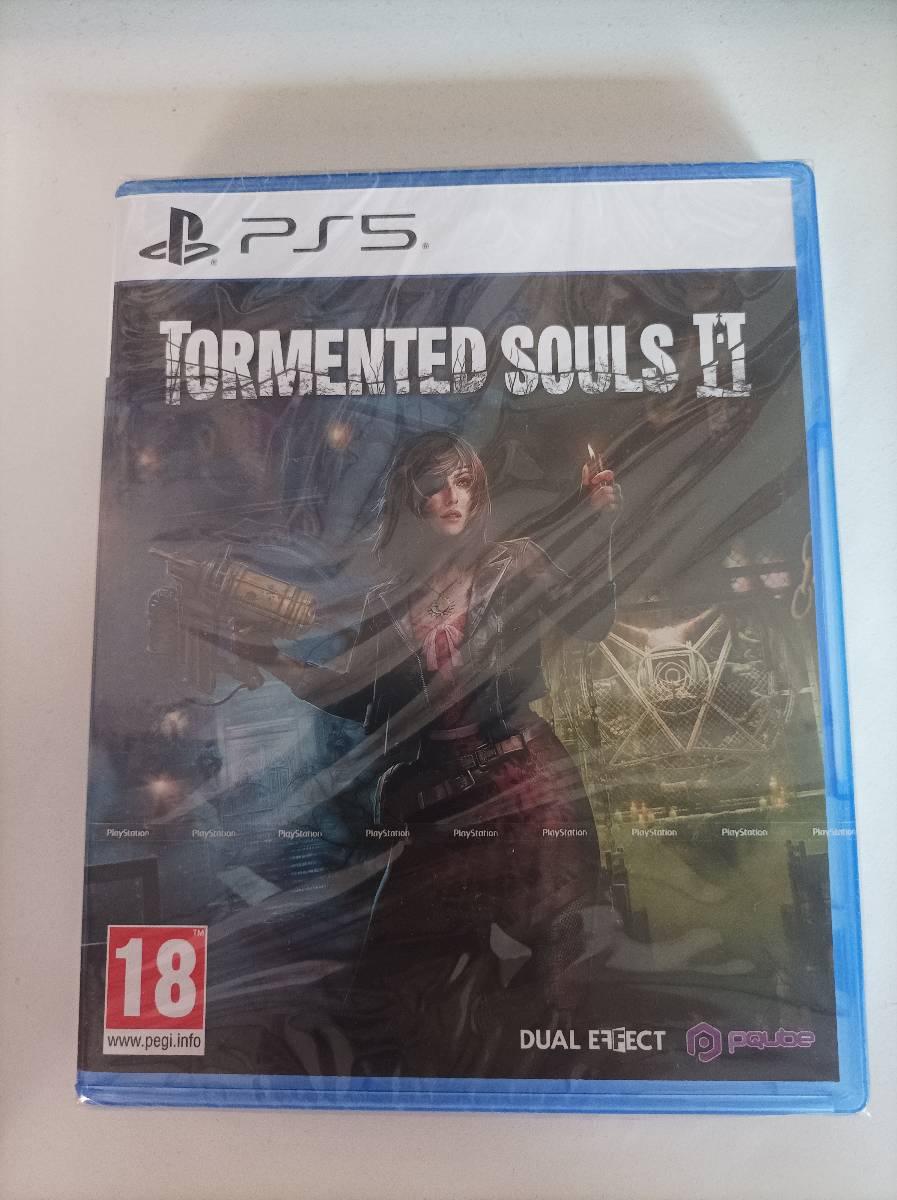 PS5®
TORMENTED SOULS II
PlayStation PlayStation PlayStation PlayStation PlayStation PlayStation PlayStation PlayStation PlayStation
18™
www.pegi.info
DUAL EFFECT PQube